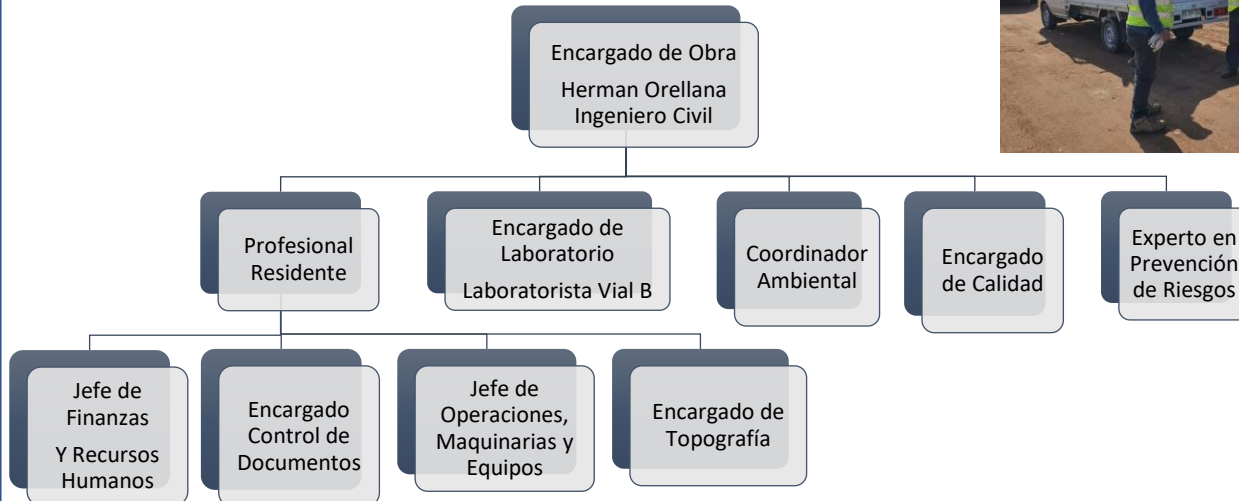 Encargado de Obra
Herman Orellana
Ingeniero Civil
Profesional
Residente
Encargado de
Laboratorio
Laboratorista Vial B
Coordinador
Ambiental
Encargado
de Calidad
Experto en
Prevención
de Riesgos
Jefe de
Finanzas
Y Recursos
Humanos
Encargado
Control de
Documentos
Jefe de
Operaciones,
Maquinarias y
Equipos
Encargado de
Topografía